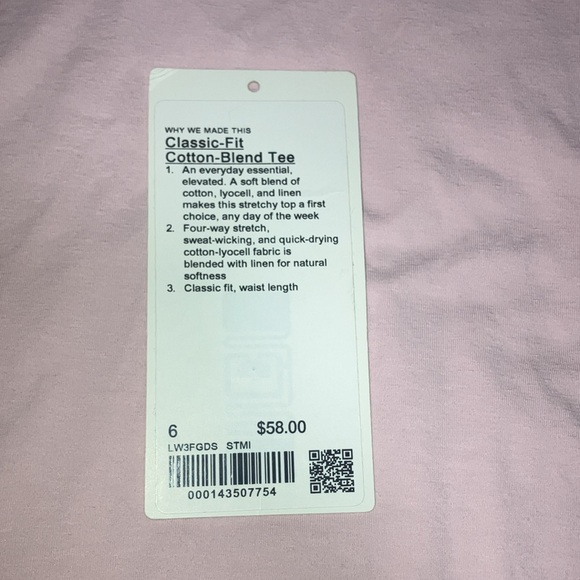 WHY WE MADE THIS
Classic-Fit
Cotton-Blend Tee
1. An everyday essential,
elevated. A soft blend of
cotton, lyocell, and linen
makes this stretchy top a first
choice, any day of the week
2. Four-way stretch,
sweat-wicking, and quick-drying
cotton-lyocell fabric is
blended with linen for natural
softness
3. Classic fit, waist length
6 $58.00
LW3FGDS STMI
000143507754